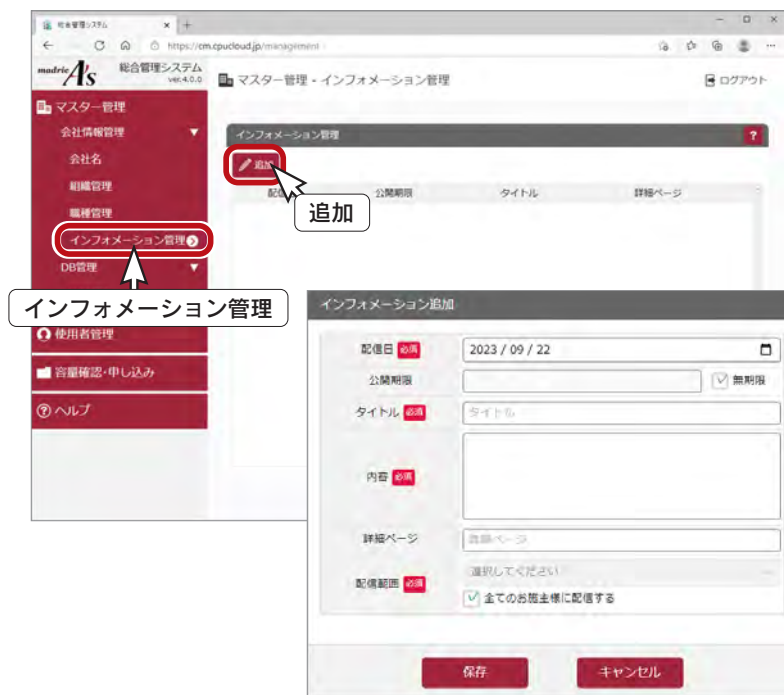 総合管理システム
https://cm.cpucloud.jp/management
madric A's
総合管理システム
ver.4.0.0
マスター管理 - インフォメーション管理
ログアウト
マスター管理
会社情報管理 ▼
会社名
組織管理
職種管理
インフォメーション管理
DB管理 ▼
使用者管理
容量確認・申し込み
?ヘルプ
インフォメーション管理
?
追加
公開期限
タイトル
詳細ページ
追加
インフォメーション管理
インフォメーション追加
配信日 必須 2023 / 09 / 22
公開期限 無期限
タイトル 必須 タイトル
内容 必須
詳細ページ 詳細ページ
配信範囲 必須 選択してください
全てのお施主様に配信する
保存 キャンセル